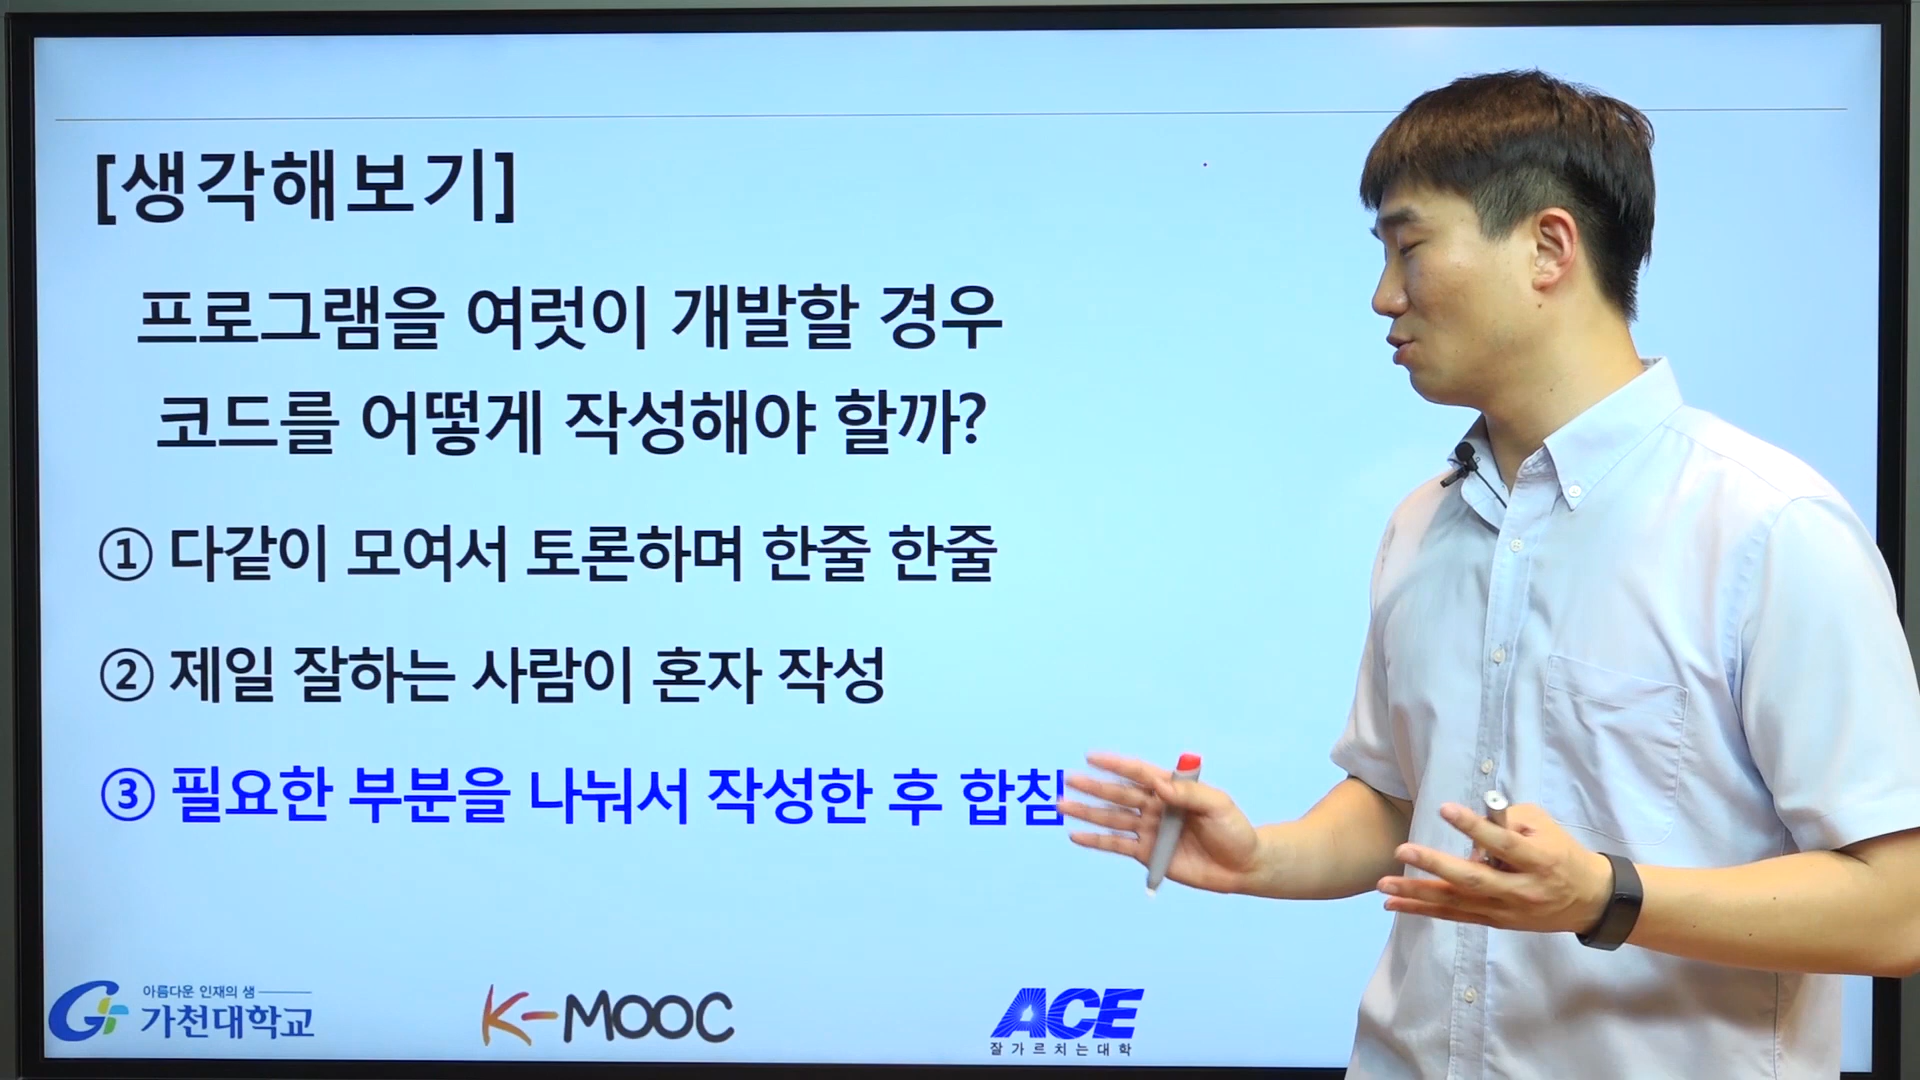 [생각해보기]
프로그램을 여럿이 개발할 경우
코드를 어떻게 작성해야 할까?
① 다같이 모여서 토론하며 한줄 한줄
② 제일 잘하는 사람이 혼자 작성
③ 필요한 부분을 나눠서 작성한 후 합침
아름다운 인재의 샘
가천대학교
K-MOOC
ACE
잘가르치는대학